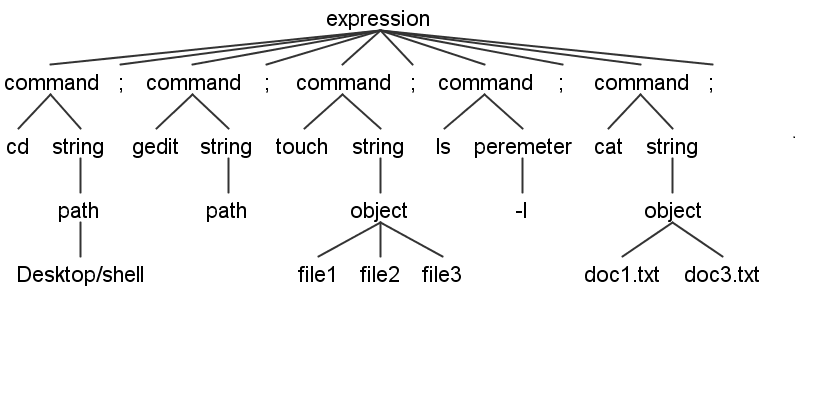 expression
command ; command ; command ; command ; command ;
cd string gedit string touch string ls peremeter cat string
path path object -l object
Desktop/shell file1 file2 file3 doc1.txt doc3.txt